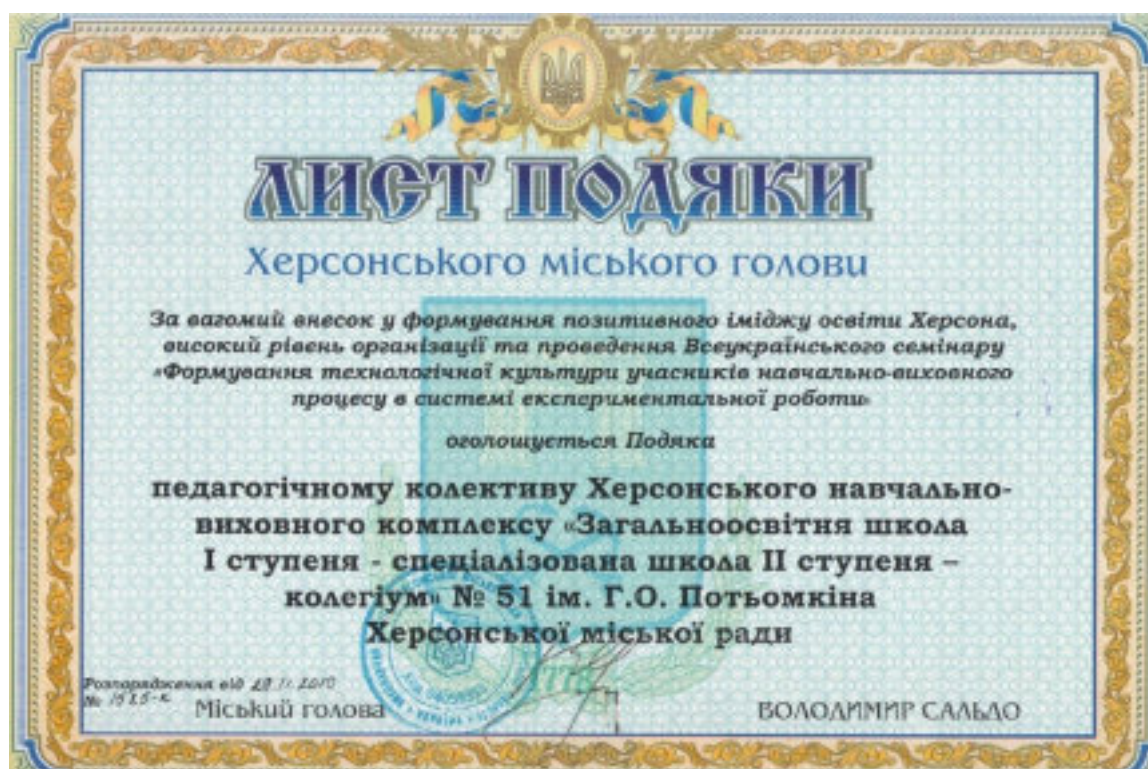 ЛИСТ ПОДЯКИ
Херсонського міського голови
За вагомий внесок у формування позитивного іміджу освіти Херсона,
високий рівень організації та проведення Всеукраїнського семінару
«Формування технологічної культури учасників навчально-виховного
процесу в системі експериментальної роботи»
оголошується Подяка
педагогічному колективу Херсонського навчально-
виховного комплексу «Загальноосвітня школа
І ступеня - спеціалізована школа ІІ ступеня –
колегіум» № 51 ім. Г.О. Потьомкіна
Херсонської міської ради
1778
Розпорядження від
№
Міський голова
ВОЛОДИМИР САЛЬДО